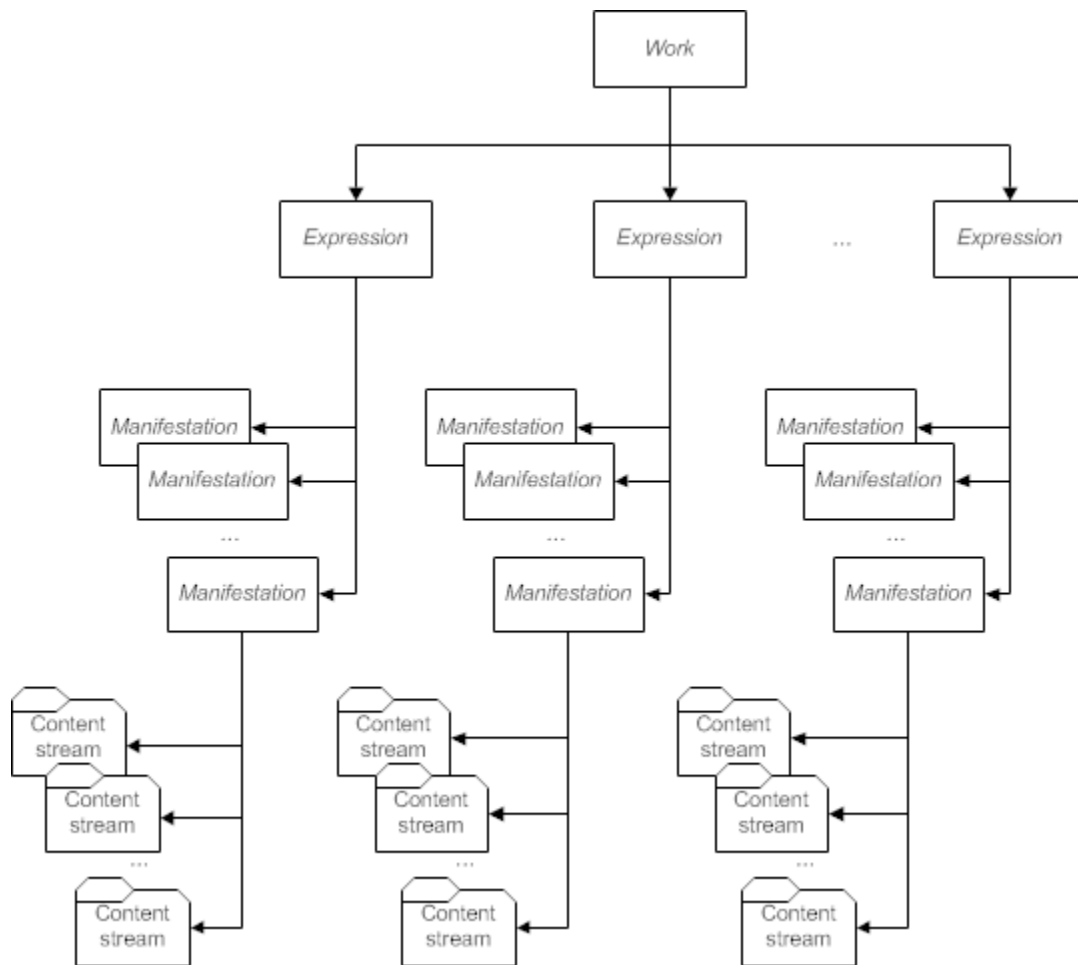 Work
Expression Expression ... Expression
Manifestation Manifestation Manifestation
Manifestation Manifestation Manifestation
... ... ...
Manifestation Manifestation Manifestation
Content Content Content
stream stream stream
Content Content Content
stream stream stream
... ... ...
Content Content Content
stream stream stream